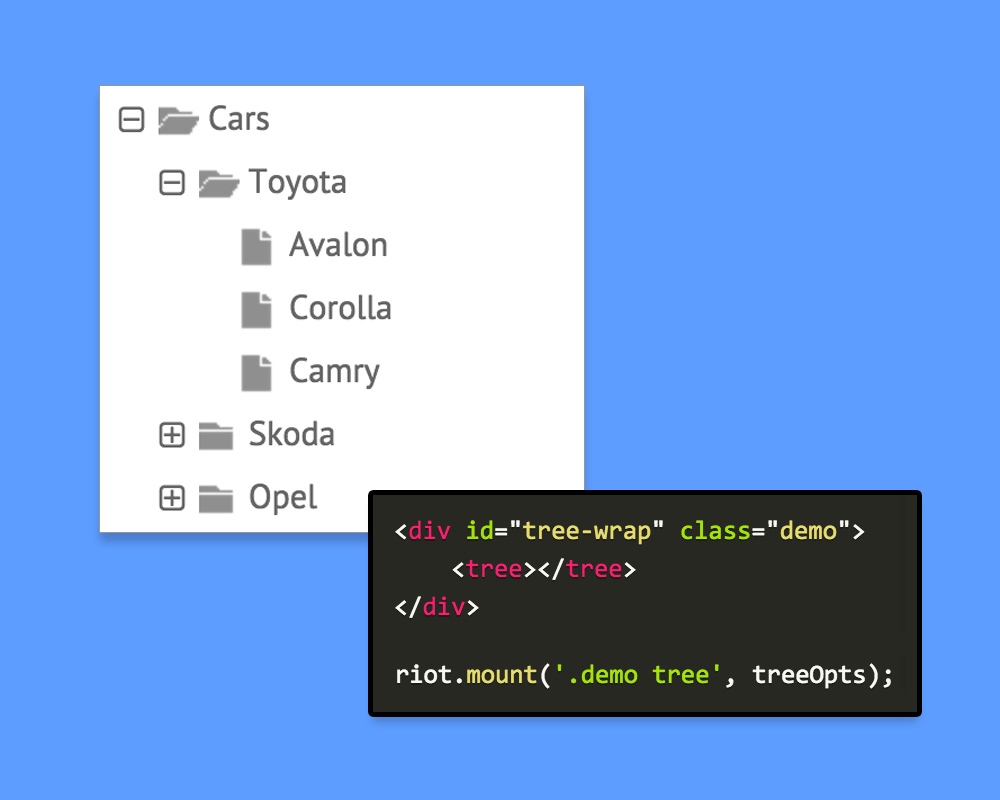 Cars
Toyota
Avalon
Corolla
Camry
Skoda
Opel
<div id="tree-wrap" class="demo">
    <tree></tree>
</div>
riot.mount('.demo tree', treeOpts);